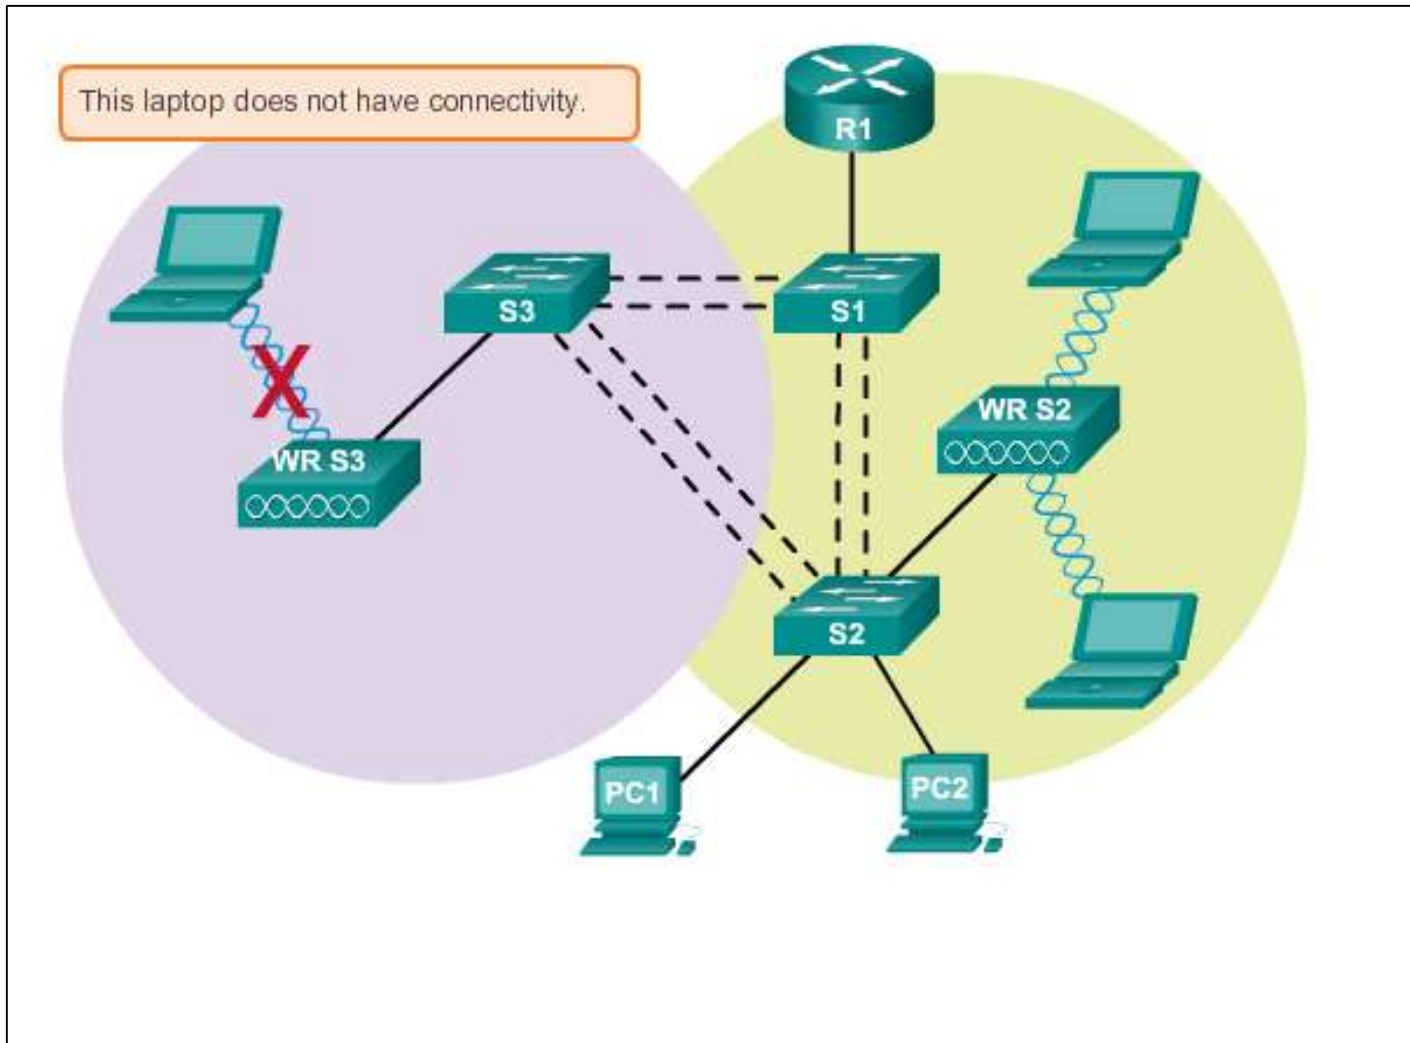 This laptop does not have connectivity.
R1
S3
S1
WR S2
WR S3
S2
PC1
PC2